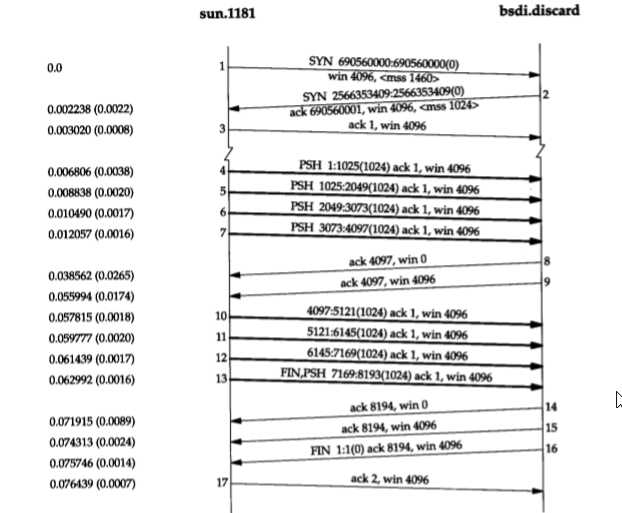 sun.1181 bsdi.discard
0.0 1 SYN 690560000:690560000(0)
win 4096, <mss 1460>
SYN 2566353409:2566353409(0) 2
0.002238 (0.0022) ack 690560001, win 4096, <mss 1024>
0.003020 (0.0008) 3 ack 1, win 4096
0.006806 (0.0038) 4 PSH 1:1025(1024) ack 1, win 4096
0.008838 (0.0020) 5 PSH 1025:2049(1024) ack 1, win 4096
0.010490 (0.0017) 6 PSH 2049:3073(1024) ack 1, win 4096
0.012057 (0.0016) 7 PSH 3073:4097(1024) ack 1, win 4096
ack 4097, win 0 8
0.038562 (0.0265) ack 4097, win 4096 9
0.055994 (0.0174)
0.057815 (0.0018) 10 4097:5121(1024) ack 1, win 4096
0.059777 (0.0020) 11 5121:6145(1024) ack 1, win 4096
0.061439 (0.0017) 12 6145:7169(1024) ack 1, win 4096
0.062992 (0.0016) 13 FIN,PSH 7169:8193(1024) ack 1, win 4096
ack 8194, win 0 14
0.071915 (0.0089) ack 8194, win 4096 15
0.074313 (0.0024) FIN 1:1(0) ack 8194, win 4096 16
0.075746 (0.0014)
0.076439 (0.0007) 17 ack 2, win 4096